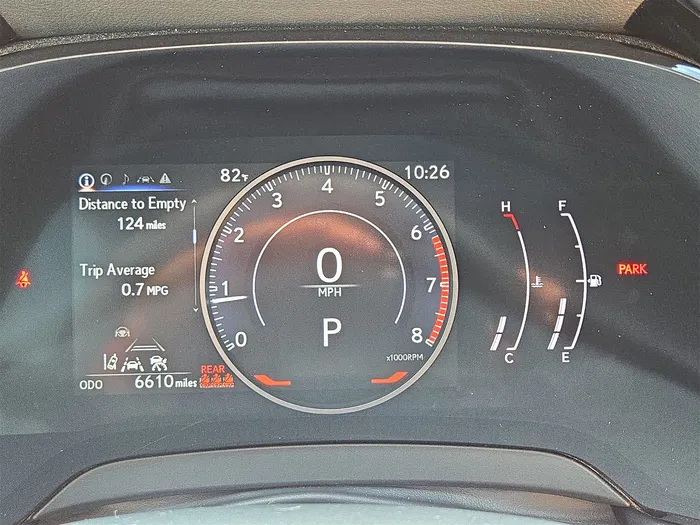 82°F
10:26
Distance to Empty
124 miles
Trip Average
0.7 MPG
ODO 6610 miles
REAR
0
1
2
3
4
5
6
7
8
x1000RPM
0
MPH
P
H
C
F
E
PARK